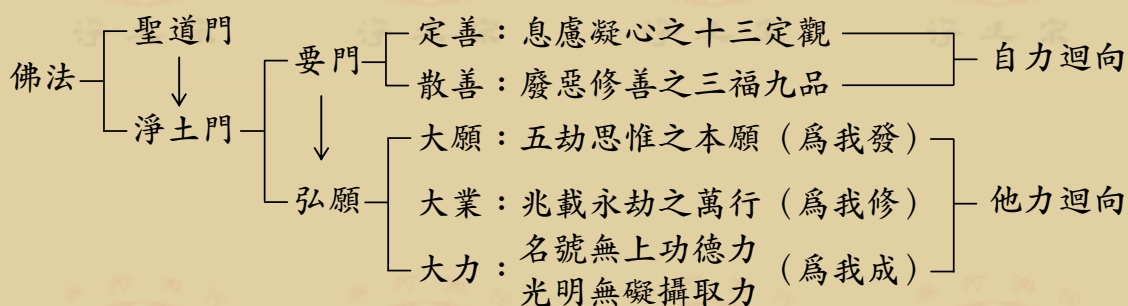 聖道門
定善：息慮凝心之十三定觀
要門
自力迴向
佛法
散善：廢惡修善之三福九品
淨土門
大願：五劫思惟之本願（爲我發）
弘願
大業：兆載永劫之萬行（爲我修）
他力迴向
大力：名號無上功德力
光明無礙攝取力
（爲我成）